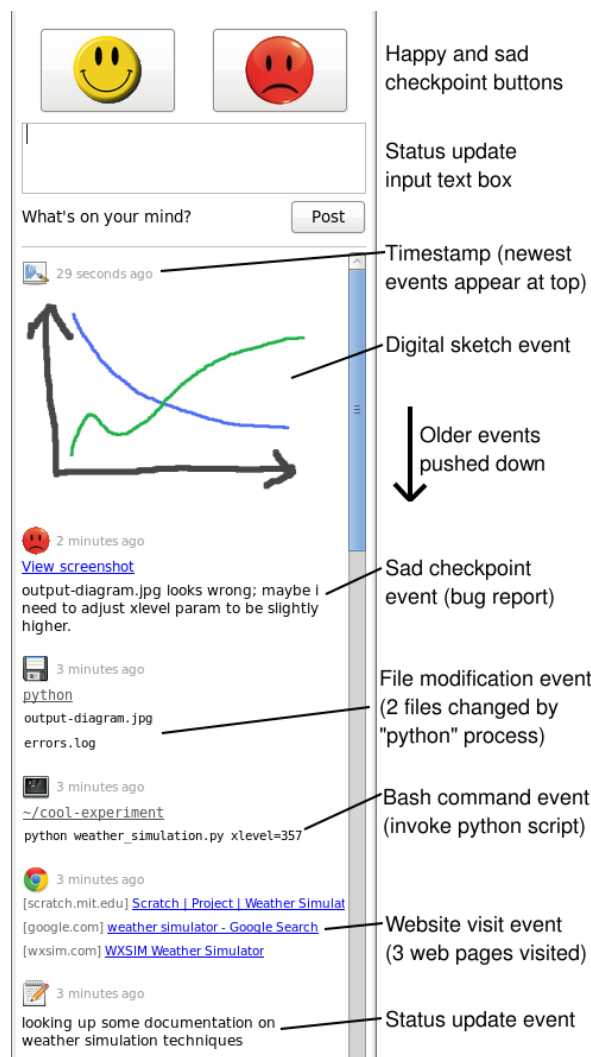 Happy and sad
checkpoint buttons
Status update
input text box
What's on your mind?
Post
29 seconds ago
Timestamp (newest
events appear at top)
Digital sketch event
Older events
pushed down
2 minutes ago
View screenshot
output-diagram.jpg looks wrong; maybe i
need to adjust xlevel param to be slightly
higher.
Sad checkpoint
event (bug report)
3 minutes ago
python
output-diagram.jpg
errors.log
File modification event
(2 files changed by
"python" process)
3 minutes ago
~/cool-experiment
python weather_simulation.py xlevel=357
Bash command event
(invoke python script)
3 minutes ago
[scratch.mit.edu] Scratch | Project | Weather Simulat
[google.com] weather simulator - Google Search
[wxsim.com] WXSIM Weather Simulator
Website visit event
(3 web pages visited)
3 minutes ago
looking up some documentation on
weather simulation techniques
Status update event